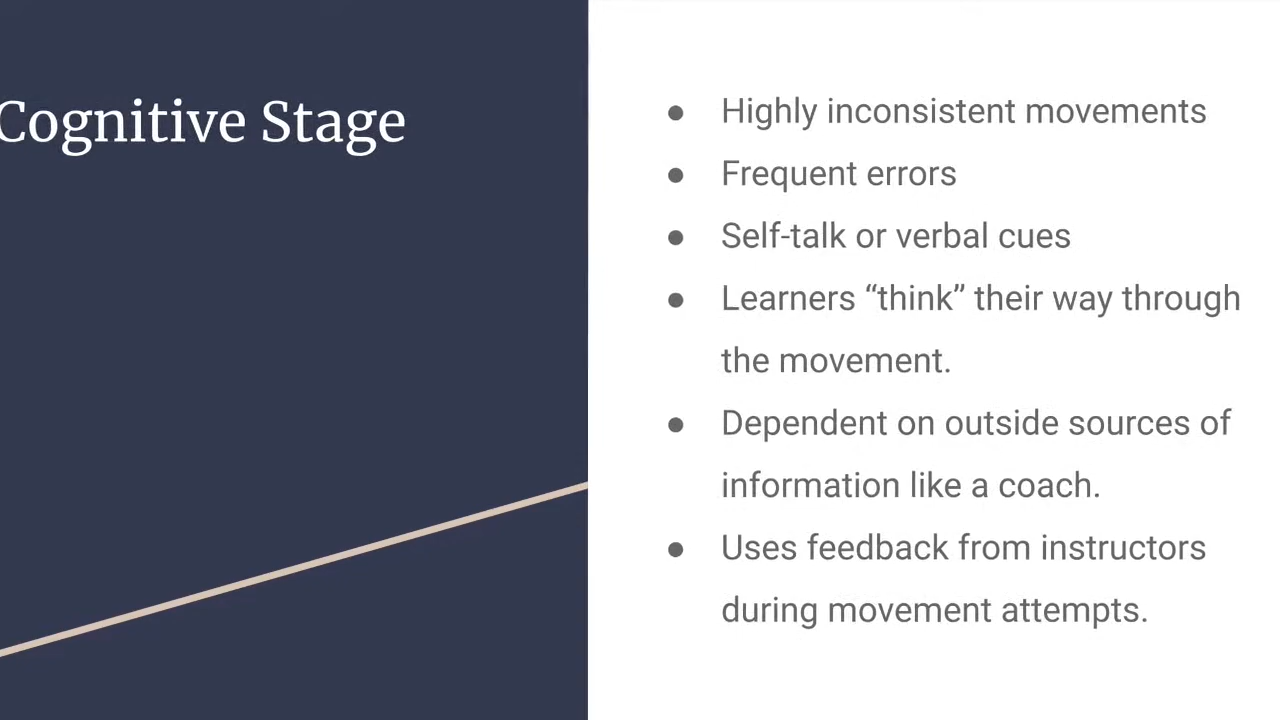 Cognitive Stage
● Highly inconsistent movements
● Frequent errors
● Self-talk or verbal cues
● Learners “think” their way through
the movement.
● Dependent on outside sources of
information like a coach.
● Uses feedback from instructors
during movement attempts.